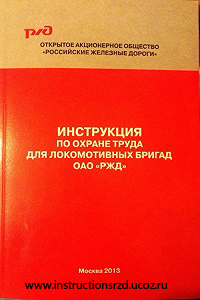 РЖД
ОТКРЫТОЕ АКЦИОНЕРНОЕ ОБЩЕСТВО
«РОССИЙСКИЕ ЖЕЛЕЗНЫЕ ДОРОГИ»
ИНСТРУКЦИЯ
ПО ОХРАНЕ ТРУДА
ДЛЯ ЛОКОМОТИВНЫХ БРИГАД
ОАО «РЖД»
Москва 2013
www.instructionsrzd.ucoz.ru